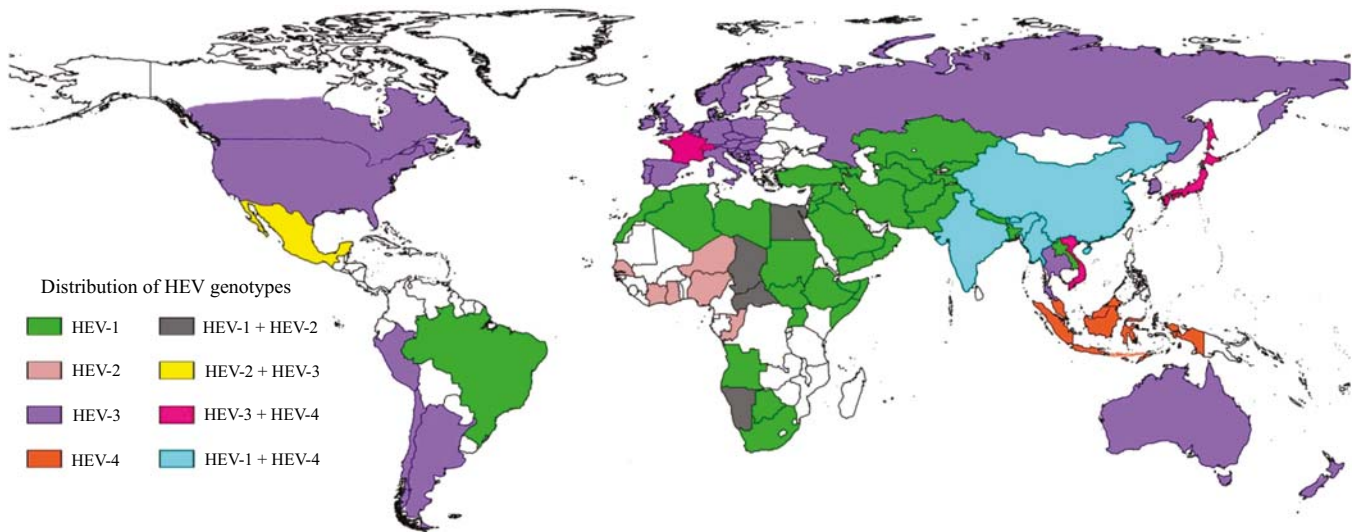 Distribution of HEV genotypes
HEV-1
HEV-1 + HEV-2
HEV-2
HEV-2 + HEV-3
HEV-3
HEV-3 + HEV-4
HEV-4
HEV-1 + HEV-4